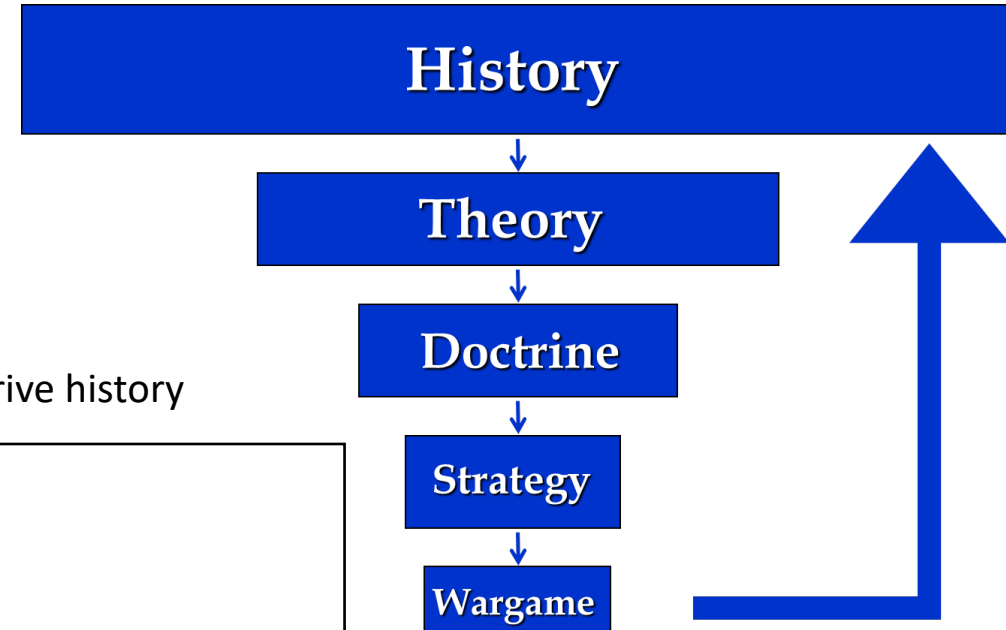 History
Theory
Doctrine
rive history
Strategy
Wargame